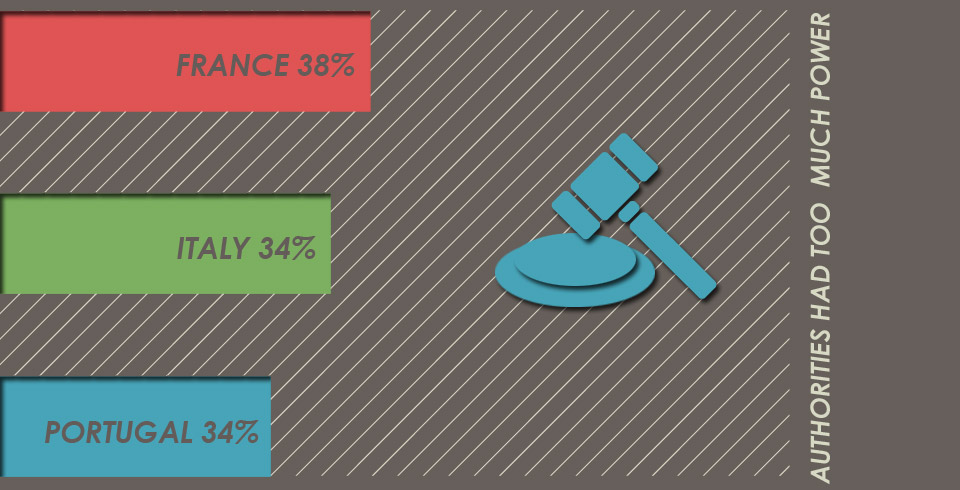 FRANCE 38%
ITALY 34%
PORTUGAL 34%
AUTHORITIES HAD TOO MUCH POWER